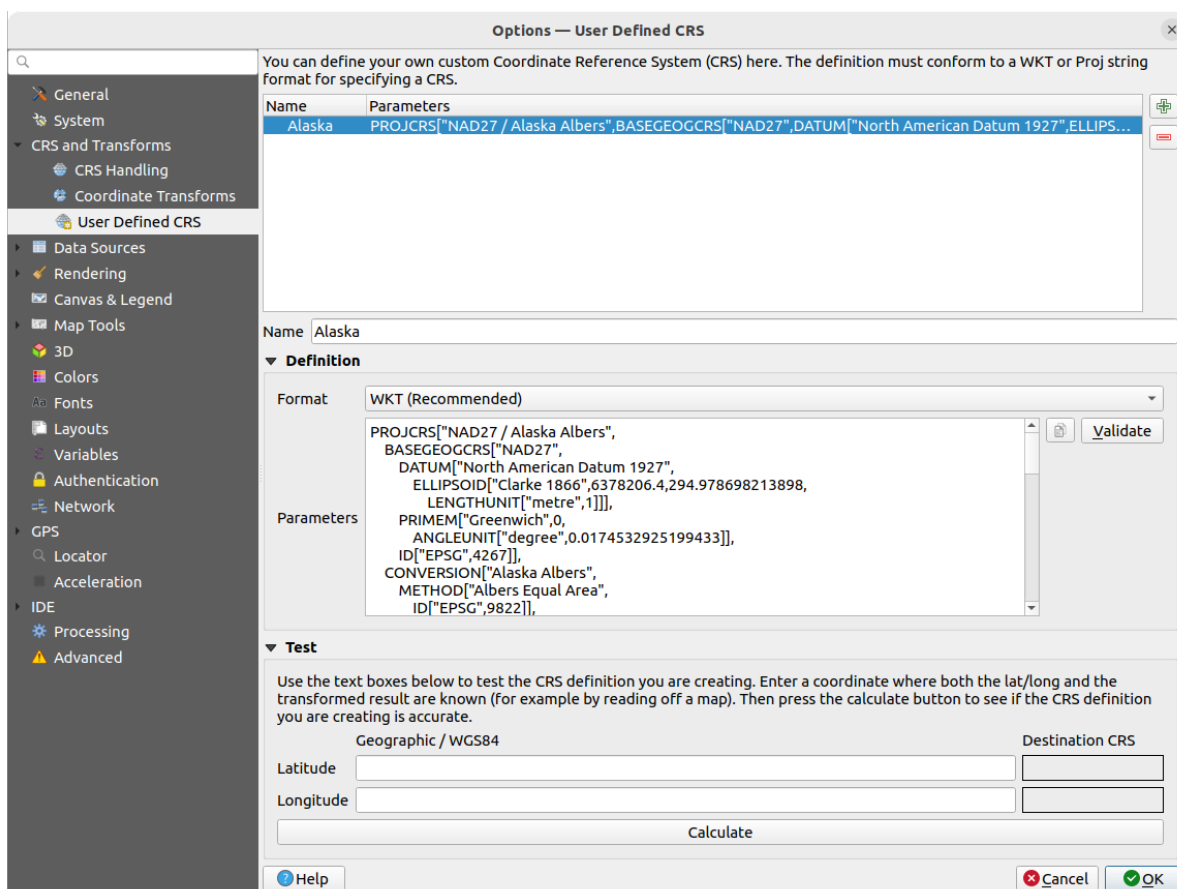 Options — User Defined CRS
General
System
CRS and Transforms
CRS Handling
Coordinate Transforms
User Defined CRS
Data Sources
Rendering
Canvas & Legend
Map Tools
3D
Colors
Fonts
Layouts
Variables
Authentication
Network
GPS
Locator
Acceleration
IDE
Processing
Advanced
You can define your own custom Coordinate Reference System (CRS) here. The definition must conform to a WKT or Proj string
format for specifying a CRS.
Name Parameters
Alaska PROJCRS["NAD27 / Alaska Albers",BASEGEOGCRS["NAD27",DATUM["North American Datum 1927",ELLIPS...
Name Alaska
Definition
Format WKT (Recommended)
Parameters
PROJCRS["NAD27 / Alaska Albers",
BASEGEOGCRS["NAD27",
DATUM["North American Datum 1927",
ELLIPSOID["Clarke 1866",6378206.4,294.978698213898,
LENGTHUNIT["metre",1]]],
PRIMEM["Greenwich",0,
ANGLEUNIT["degree",0.0174532925199433]],
ID["EPSG",4267]],
CONVERSION["Alaska Albers",
METHOD["Albers Equal Area",
ID["EPSG",9822]],
Validate
Test
Use the text boxes below to test the CRS definition you are creating. Enter a coordinate where both the lat/long and the
transformed result are known (for example by reading off a map). Then press the calculate button to see if the CRS definition
you are creating is accurate.
Geographic / WGS84 Destination CRS
Latitude
Longitude
Calculate
Help Cancel OK